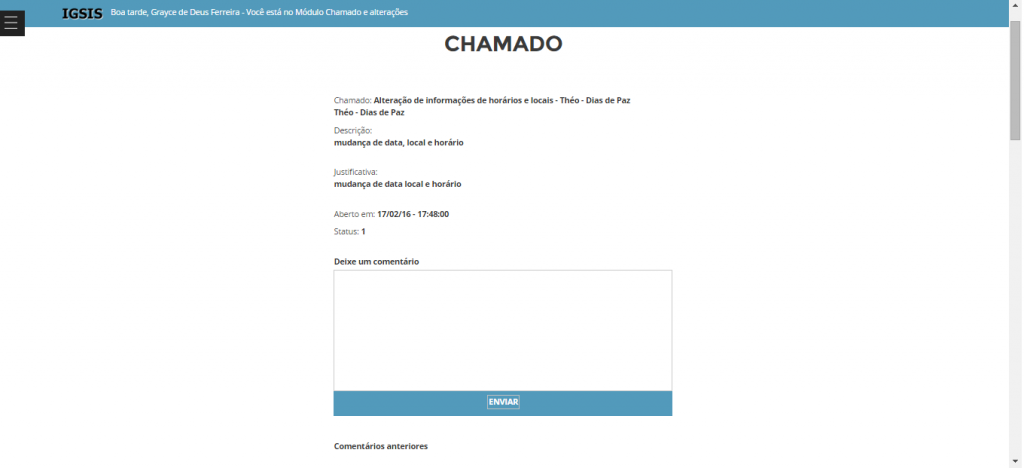 IGSIS Boa tarde, Grayce de Deus Ferreira - Você está no Módulo Chamado e alterações
CHAMADO
Chamado: Alteração de informações de horários e locais - Théo - Dias de Paz
Théo - Dias de Paz
Descrição:
mudança de data, local e horário
Justificativa:
mudança de data local e horário
Aberto em: 17/02/16 - 17:48:00
Status: 1
Deixe um comentário
ENVIAR
Comentários anteriores